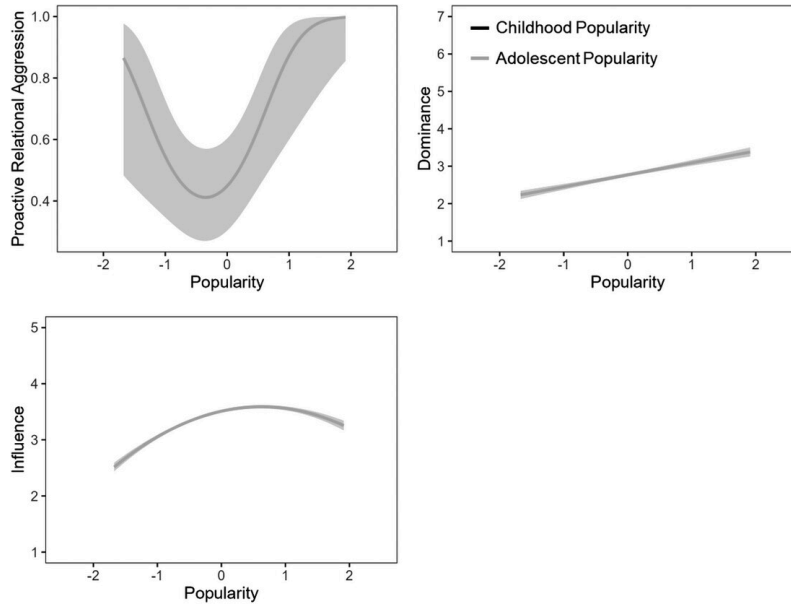 Proactive Relational Aggression
1.0
0.8
0.6
0.4
-2 -1 0 1 2
Popularity
Dominance
7
6
5
4
3
2
1
Childhood Popularity
Adolescent Popularity
-2 -1 0 1 2
Popularity
Influence
5
4
3
2
1
-2 -1 0 1 2
Popularity